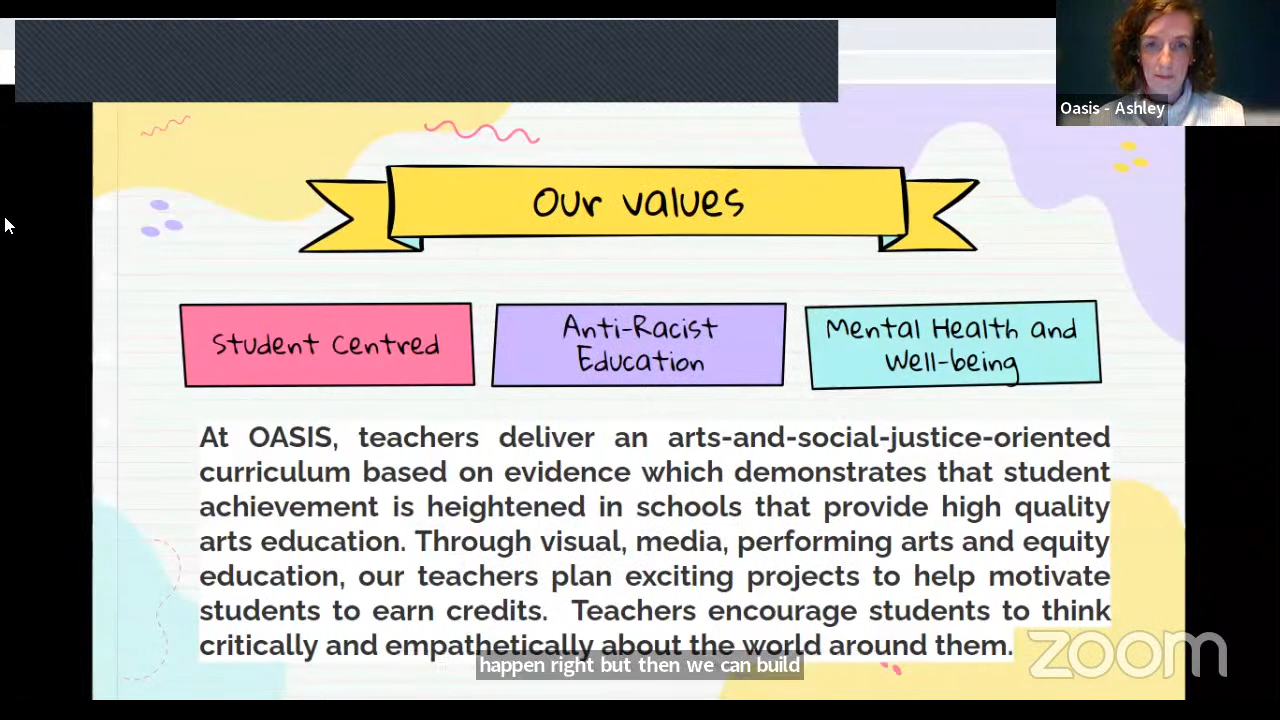 Oasis - Ashley
Our values
Student Centred
Anti-Racist
Education
Mental Health and
Well-being
At OASIS, teachers deliver an arts-and-social-justice-oriented
curriculum based on evidence which demonstrates that student
achievement is heightened in schools that provide high quality
arts education. Through visual, media, performing arts and equity
education, our teachers plan exciting projects to help motivate
students to earn credits. Teachers encourage students to think
critically and empathetically about the world around them.
happen right but then we can build
zoom